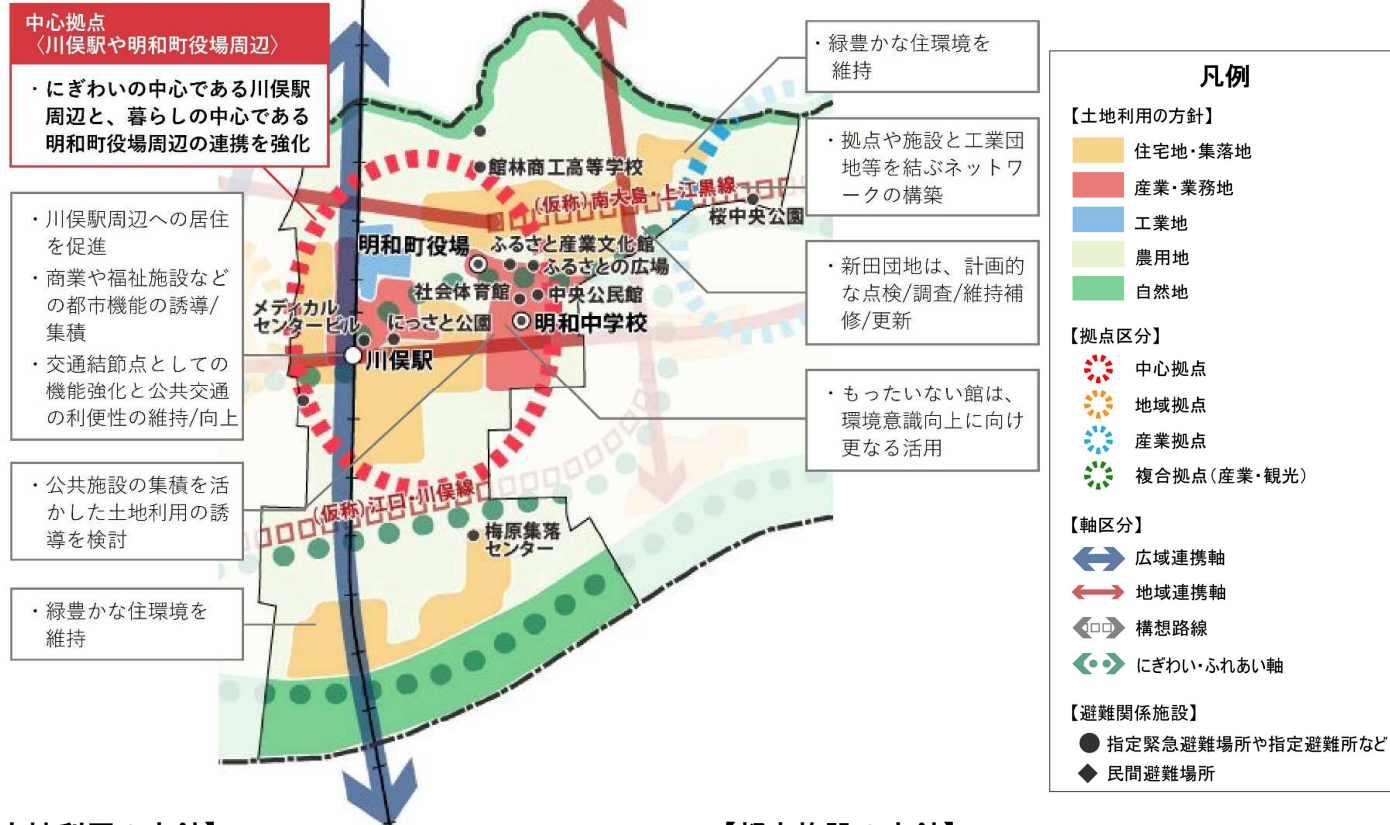 中心拠点
〈川俣駅や明和町役場周辺〉
・にぎわいの中心である川俣駅
周辺と、暮らしの中心である
明和町役場周辺の連携を強化
・川俣駅周辺への居住
を促進
・商業や福祉施設など
の都市機能の誘導/
集積
・交通結節点としての
機能強化と公共交通
の利便性の維持/向上
・公共施設の集積を活
かした土地利用の誘
導を検討
・緑豊かな住環境を
維持
館林商工高等学校
(仮称)南大島・上江黒線
桜中央公園
明和町役場
ふるさと産業文化館
ふるさとの広場
社会体育館
中央公民館
メディカル
センタービル
にっさと公園
明和中学校
川俣駅
(仮称)江口・川俣線
梅原集落
センター
・緑豊かな住環境を
維持
・拠点や施設と工業団
地等を結ぶネットワ
ークの構築
・新田団地は、計画的
な点検/調査/維持補
修/更新
・もったいない館は、
環境意識向上に向け
更なる活用
凡例
【土地利用の方針】
住宅地・集落地
産業・業務地
工業地
農用地
自然地
【拠点区分】
中心拠点
地域拠点
産業拠点
複合拠点(産業・観光)
【軸区分】
広域連携軸
地域連携軸
構想路線
にぎわい・ふれあい軸
【避難関係施設】
指定緊急避難場所や指定避難所など
民間避難場所